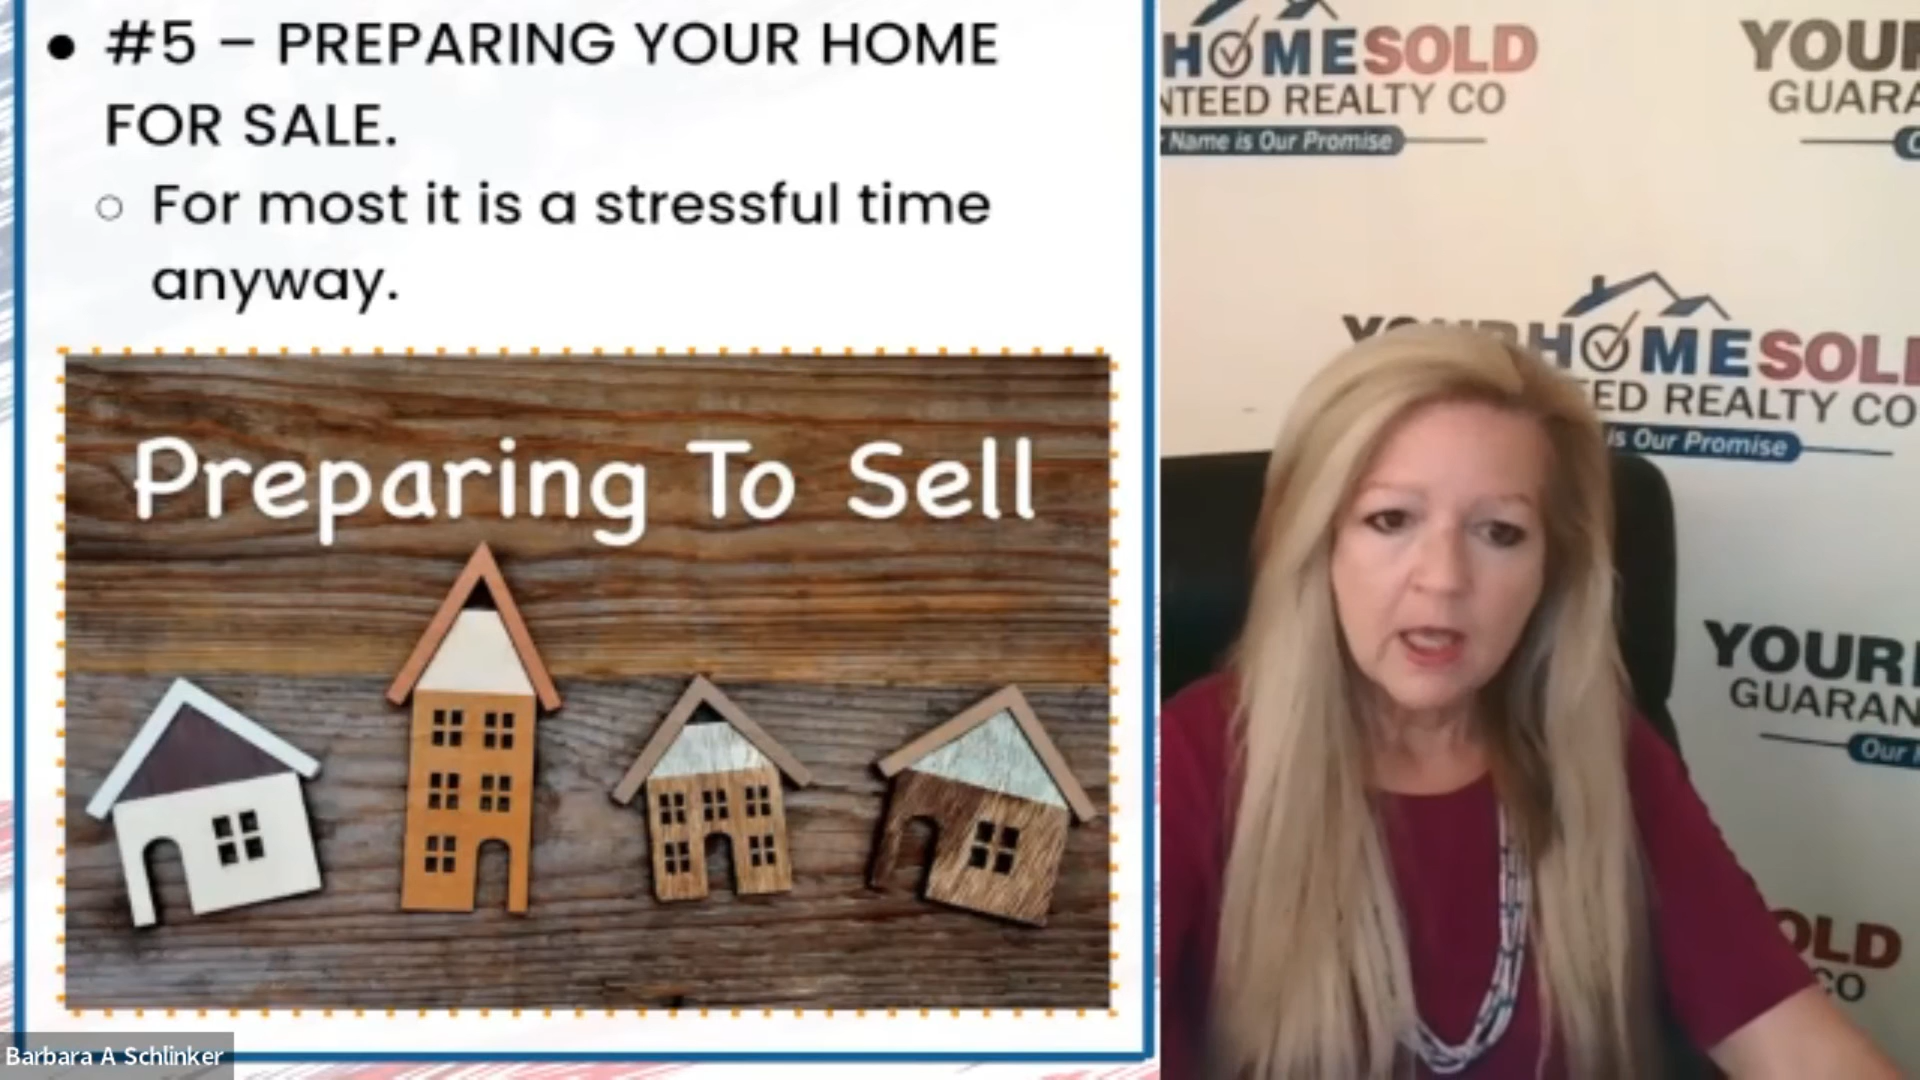 #5 – PREPARING YOUR HOME
FOR SALE.
For most it is a stressful time
anyway.
Preparing To Sell
Barbara A Schlinker
HOMESOLD
NTEED REALTY CO
Name is Our Promise
YOUR
GUARA
YOURHOMESOL
ED REALTY CO
is Our Promise
YOUR
GUARAN
Our
OLD
CO